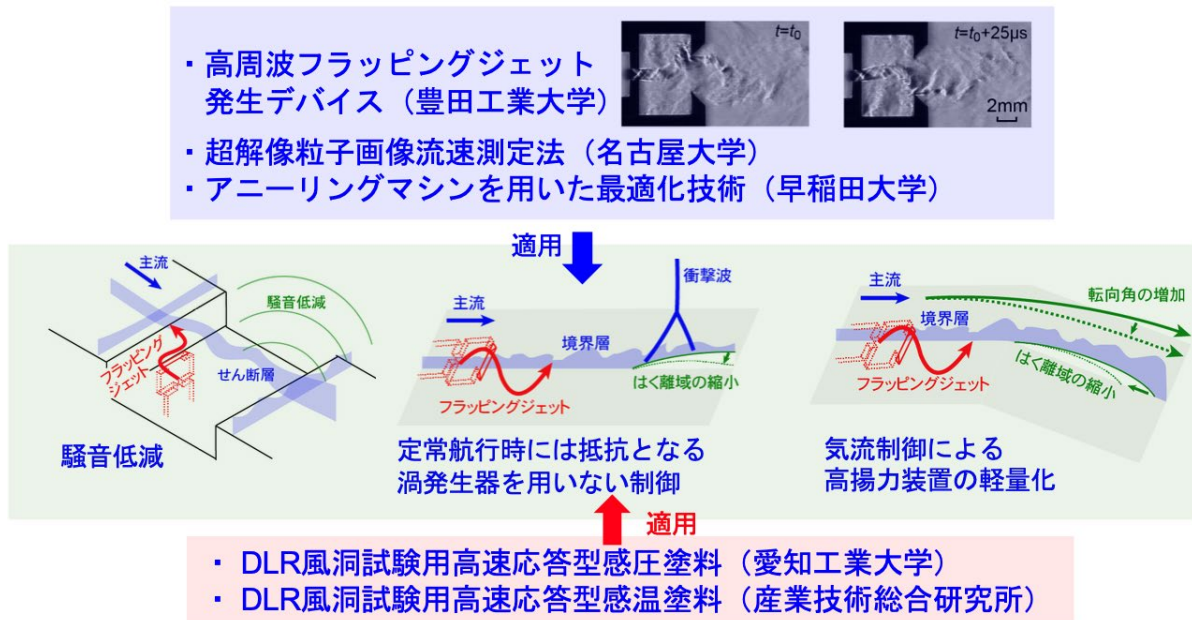 ・高周波フラッピングジェット
発生デバイス（豊田工業大学）
t=t₀
t=t₀+25μs
2mm
・超解像粒子画像流速測定法（名古屋大学）
・アニーリングマシンを用いた最適化技術（早稲田大学）
適用
主流
騒音低減
フラッピング
ジェット
せん断層
騒音低減
主流
衝撃波
境界層
はく離域の縮小
フラッピングジェット
定常航行時には抵抗となる
渦発生器を用いない制御
主流
転向角の増加
境界層
はく離域の縮小
フラッピングジェット
気流制御による
高揚力装置の軽量化
適用
・ DLR風洞試験用高速応答型感圧塗料（愛知工業大学）
・ DLR風洞試験用高速応答型感温塗料（産業技術総合研究所）